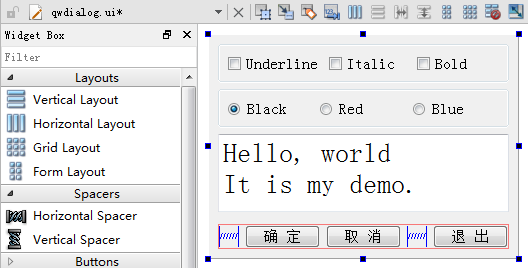 qwdialog.ui*
Widget Box
Filter
Layouts
Vertical Layout
Horizontal Layout
Grid Layout
Form Layout
Spacers
Horizontal Spacer
Vertical Spacer
Buttons
Underline Italic Bold
Black Red Blue
Hello, world
It is my demo.
确 定 取 消 退 出